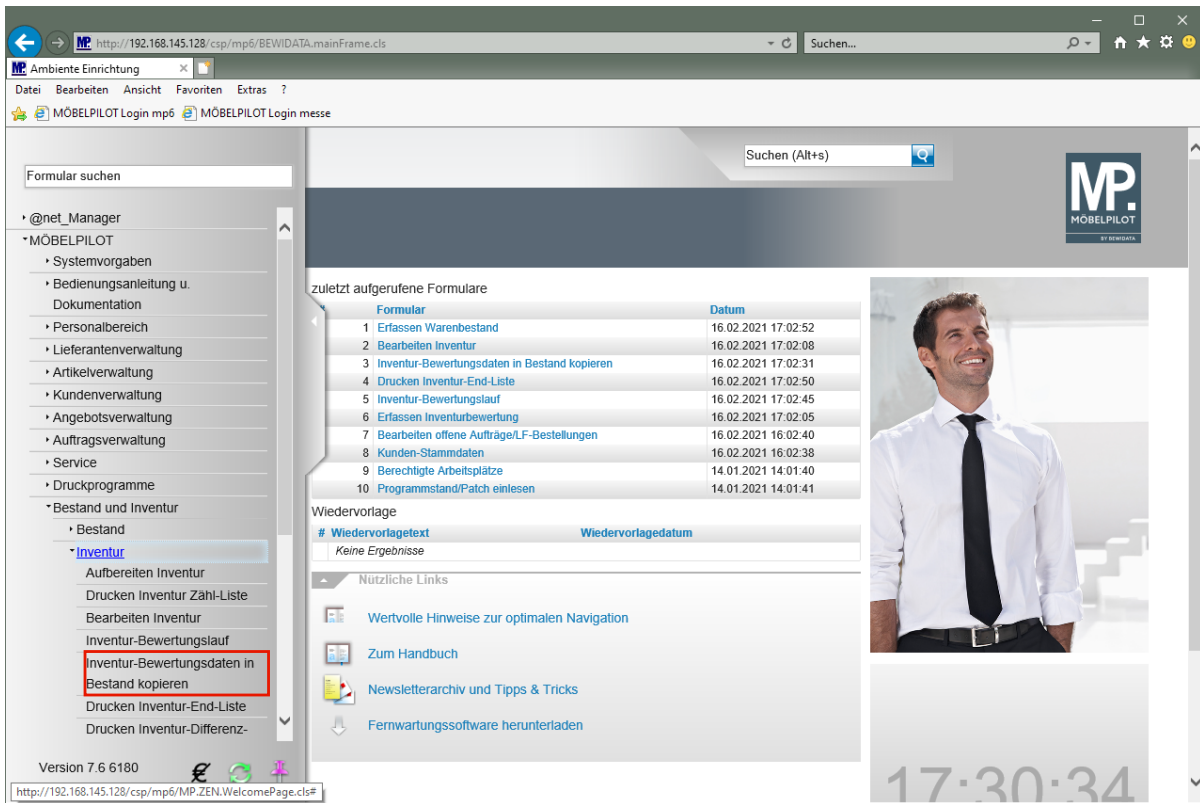 http://192.168.145.128/csp/mp6/BEWIDATA.mainFrame.cls
Suchen...
Ambiente Einrichtung
Datei Bearbeiten Ansicht Favoriten Extras ?
MÖBELPILOT Login mp6 MÖBELPILOT Login messe
Suchen (Alt+s)
Formular suchen
MP.
MÖBELPILOT
BY BEWIDATA
@net_Manager
MÖBELPILOT
Systemvorgaben
Bedienungsanleitung u.
Dokumentation
Personalbereich
Lieferantenverwaltung
Artikelverwaltung
Kundenverwaltung
Angebotsverwaltung
Auftragsverwaltung
Service
Druckprogramme
Bestand und Inventur
Bestand
Inventur
Aufbereiten Inventur
Drucken Inventur Zähl-Liste
Bearbeiten Inventur
Inventur-Bewertungslauf
Inventur-Bewertungsdaten in
Bestand kopieren
Drucken Inventur-End-Liste
Drucken Inventur-Differenz-
Version 7.6 6180
http://192.168.145.128/csp/mp6/MP.ZEN.WelcomePage.cls#
zuletzt aufgerufene Formulare
# Formular Datum
1 Erfassen Warenbestand 16.02.2021 17:02:52
2 Bearbeiten Inventur 16.02.2021 17:02:08
3 Inventur-Bewertungsdaten in Bestand kopieren 16.02.2021 17:02:31
4 Drucken Inventur-End-Liste 16.02.2021 17:02:50
5 Inventur-Bewertungslauf 16.02.2021 17:02:45
6 Erfassen Inventurbewertung 16.02.2021 17:02:05
7 Bearbeiten offene Aufträge/LF-Bestellungen 16.02.2021 16:02:40
8 Kunden-Stammdaten 16.02.2021 16:02:38
9 Berechtigte Arbeitsplätze 14.01.2021 14:01:40
10 Programmstand/Patch einlesen 14.01.2021 14:01:41
Wiedervorlage
# Wiedervorlagetext Wiedervorlagedatum
Keine Ergebnisse
Nützliche Links
Wertvolle Hinweise zur optimalen Navigation
Zum Handbuch
Newsletterarchiv und Tipps & Tricks
Fernwartungssoftware herunterladen
17:30:34